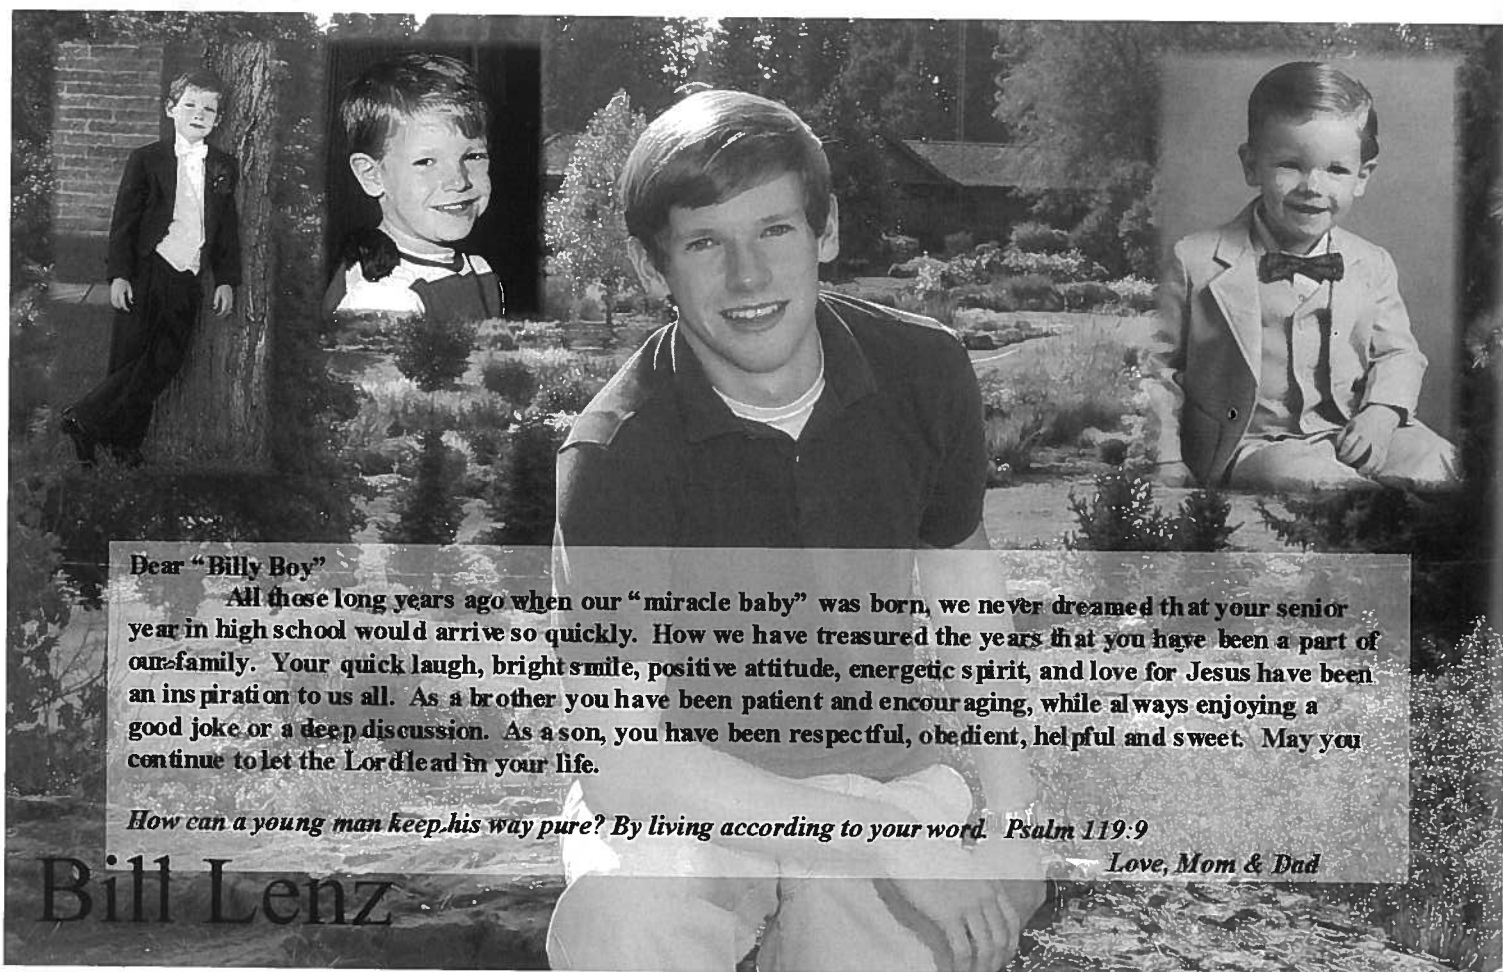 Dear “Billy Boy”
All those long years ago when our “miracle baby” was born, we never dreamed that your senior
year in high school would arrive so quickly. How we have treasured the years that you have been a part of
our family. Your quick laugh, bright smile, positive attitude, energetic spirit, and love for Jesus have been
an inspiration to us all. As a brother you have been patient and encouraging, while always enjoying a
good joke or a deep discussion. As a son, you have been respectful, obedient, helpful and sweet. May you
continue to let the Lord lead in your life.
How can a young man keep his way pure? By living according to your word. Psalm 119:9
Love, Mom & Dad
Bill Lenz